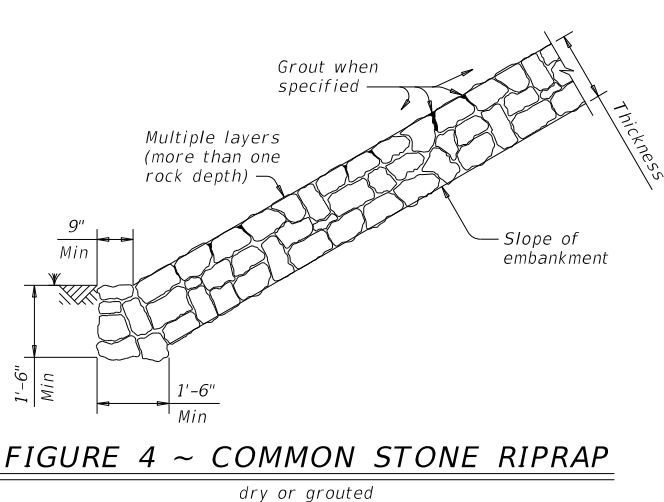 Grout when
specified
Multiple layers
(more than one
rock depth)
Thickness
9"
Min
Slope of
embankment
1'-6"
Min
1'-6"
Min
FIGURE 4 ~ COMMON STONE RIPRAP
dry or grouted